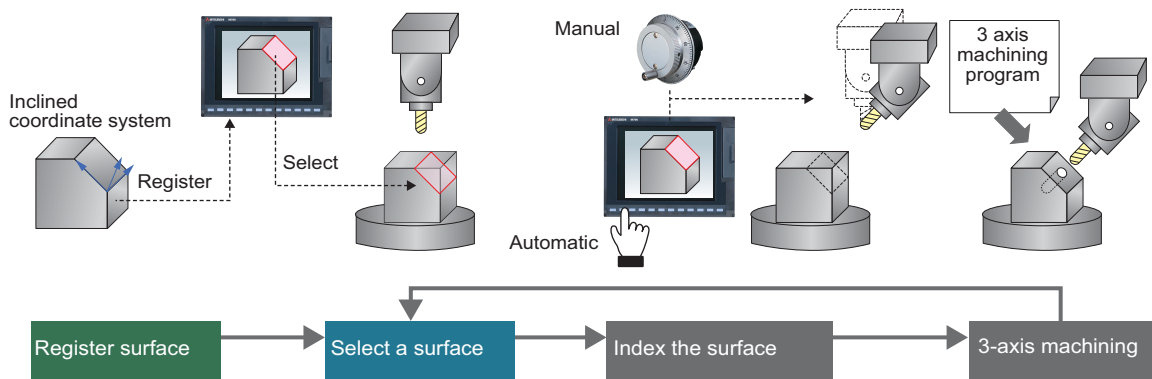 Inclined
coordinate system
Register
Select
Manual
Automatic
3 axis
machining
program
Register surface
Select a surface
Index the surface
3-axis machining